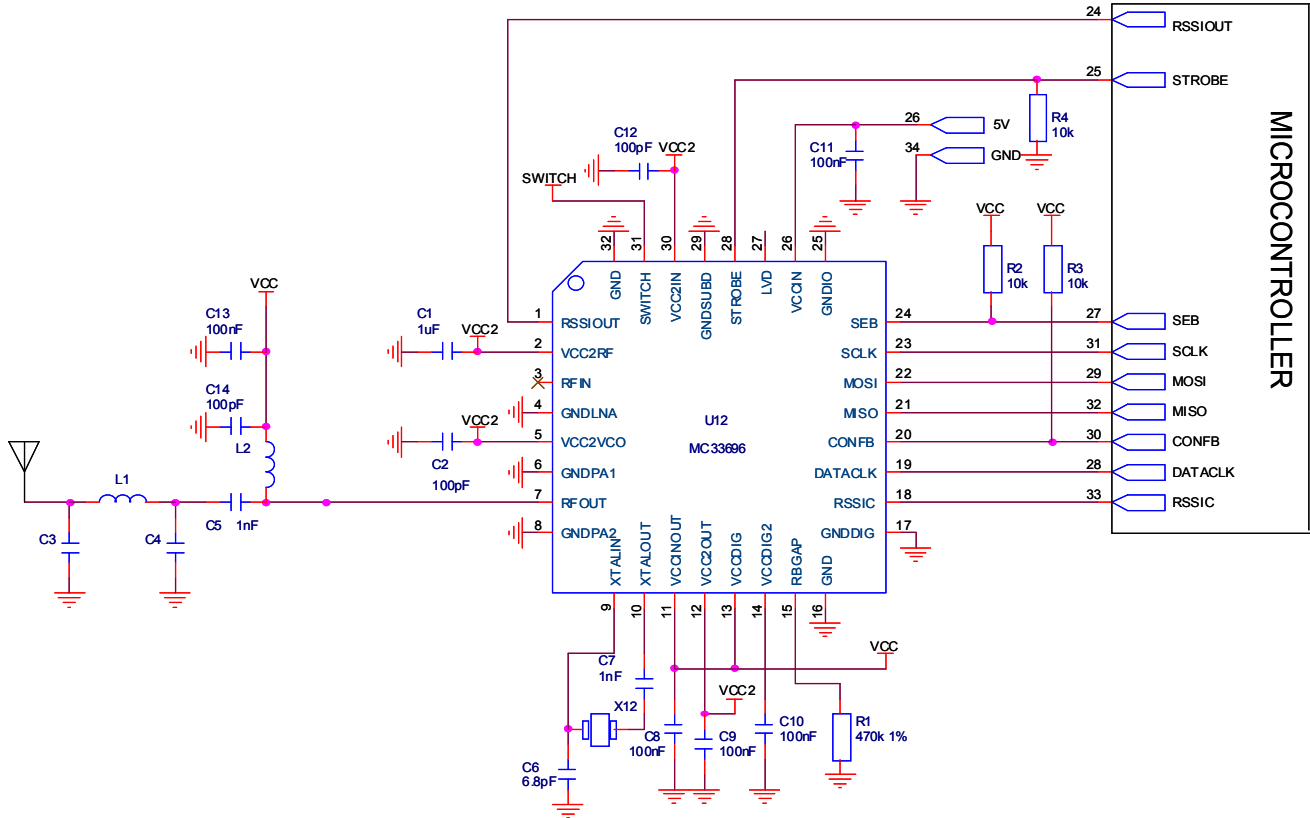 24
RSSIOUT
25
STROBE
R4
10k
26
5V
34
GND
C11
100nF
C12
100pF
VCC2
SWITCH
MICROCONTROLLER
VCC
VCC
R2
10k
R3
10k
32
31
30
29
28
27
26
25
GND
SWITCH
VCC2IN
GNDSUBD
STROBE
LVD
VCCIN
GNDIO
VCC
C13
100nF
C14
100pF
L2
L1
C5
1nF
C3
C4
C1
1uF
VCC2
VCC2
C2
100pF
1
RSSIOUT
2
VCC2RF
3
RFIN
4
GNDLNA
5
VCC2VCO
6
GNDPA1
7
RFOUT
8
GNDPA2
U12
MC33696
SEB
24
27
SEB
SCLK
23
31
SCLK
MOSI
22
29
MOSI
MISO
21
32
MISO
CONFB
20
30
CONFB
DATACLK
19
28
DATACLK
RSSIC
18
33
RSSIC
GNDDIG
17
XTALIN
XTALOUT
VCCINOUT
VCC2OUT
VCCDIG
VCCDIG2
RBGAP
GND
9
10
11
12
13
14
15
16
C7
1nF
X12
C6
6.8pF
VCC
VCC2
C8
100nF
C9
100nF
C10
100nF
R1
470k 1%